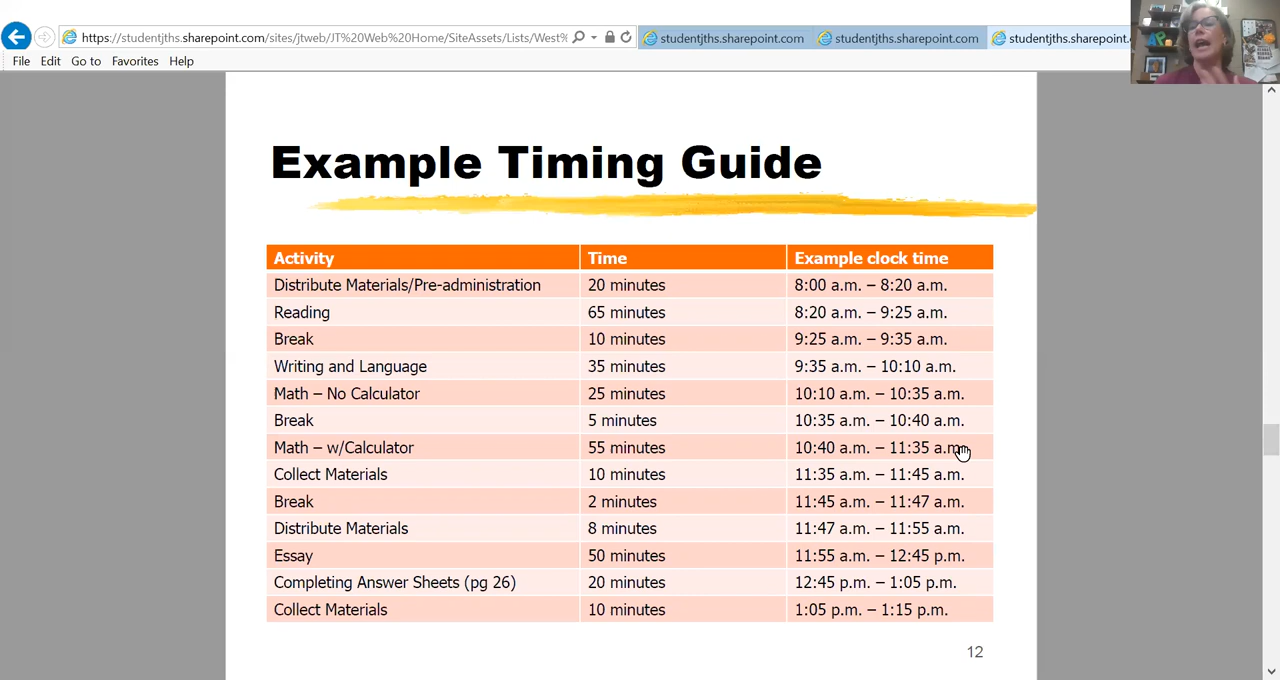 https://studentjths.sharepoint.com/sites/jtweb/JT%20Web%20Home/SiteAssets/Lists/West%
studentjths.sharepoint.com
studentjths.sharepoint.com
studentjths.sharepoint.
File Edit Go to Favorites Help
Example Timing Guide
Activity Time Example clock time
Distribute Materials/Pre-administration 20 minutes 8:00 a.m. – 8:20 a.m.
Reading 65 minutes 8:20 a.m. – 9:25 a.m.
Break 10 minutes 9:25 a.m. – 9:35 a.m.
Writing and Language 35 minutes 9:35 a.m. – 10:10 a.m.
Math – No Calculator 25 minutes 10:10 a.m. – 10:35 a.m.
Break 5 minutes 10:35 a.m. – 10:40 a.m.
Math – w/Calculator 55 minutes 10:40 a.m. – 11:35 a.m.
Collect Materials 10 minutes 11:35 a.m. – 11:45 a.m.
Break 2 minutes 11:45 a.m. – 11:47 a.m.
Distribute Materials 8 minutes 11:47 a.m. – 11:55 a.m.
Essay 50 minutes 11:55 a.m. – 12:45 p.m.
Completing Answer Sheets (pg 26) 20 minutes 12:45 p.m. – 1:05 p.m.
Collect Materials 10 minutes 1:05 p.m. – 1:15 p.m.
12